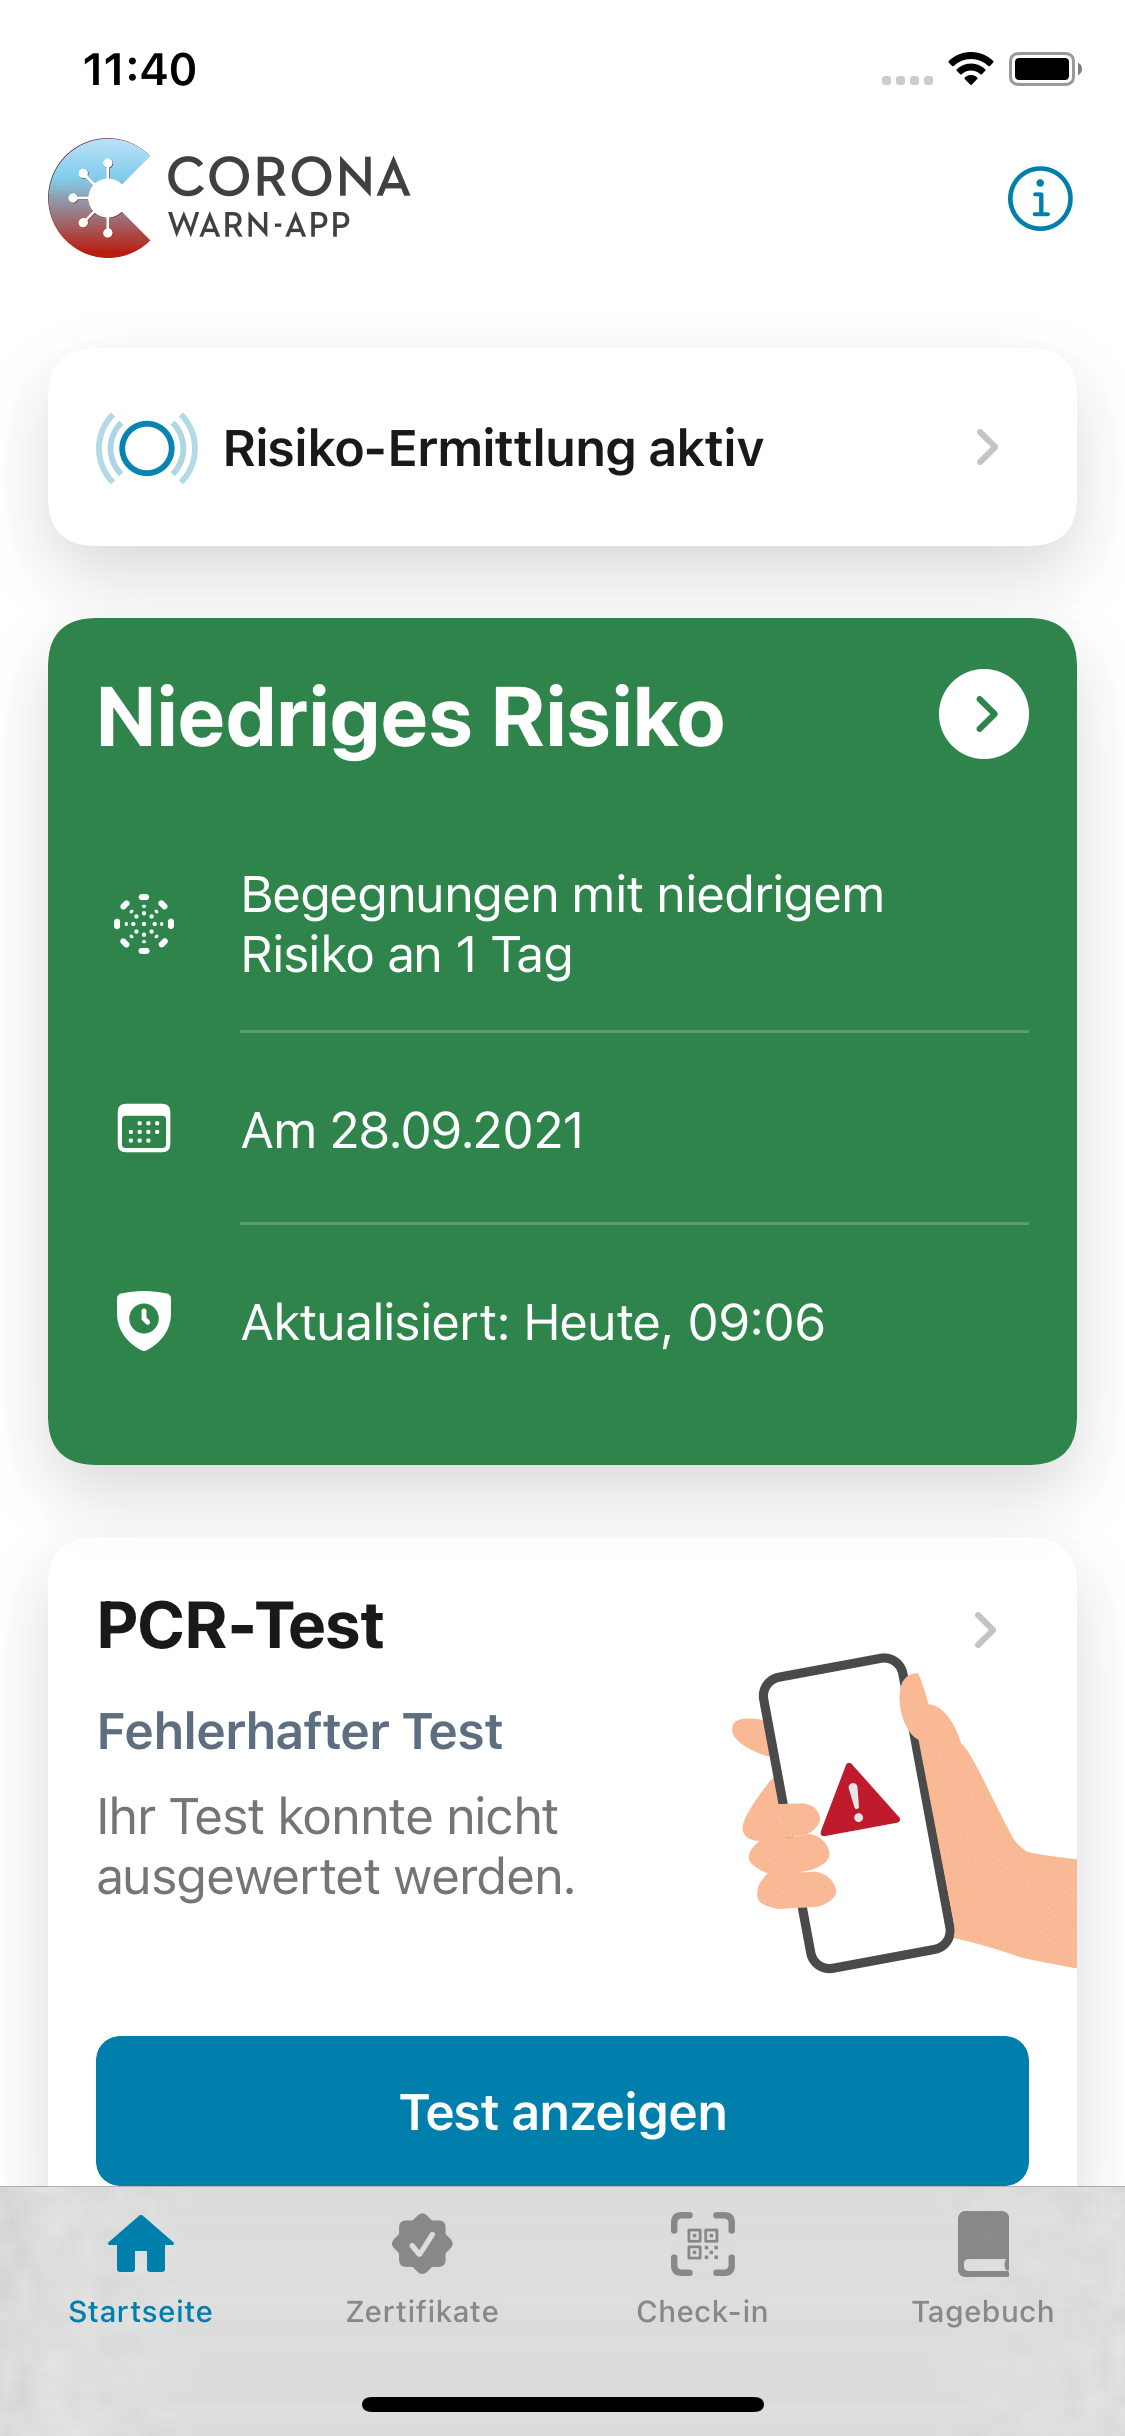 11:40
CORONA
WARN-APP
Risiko-Ermittlung aktiv
Niedriges Risiko
Begegnungen mit niedrigem
Risiko an 1 Tag
Am 28.09.2021
Aktualisiert: Heute, 09:06
PCR-Test
Fehlerhafter Test
Ihr Test konnte nicht
ausgewertet werden.
Test anzeigen
Startseite
Zertifikate
Check-in
Tagebuch